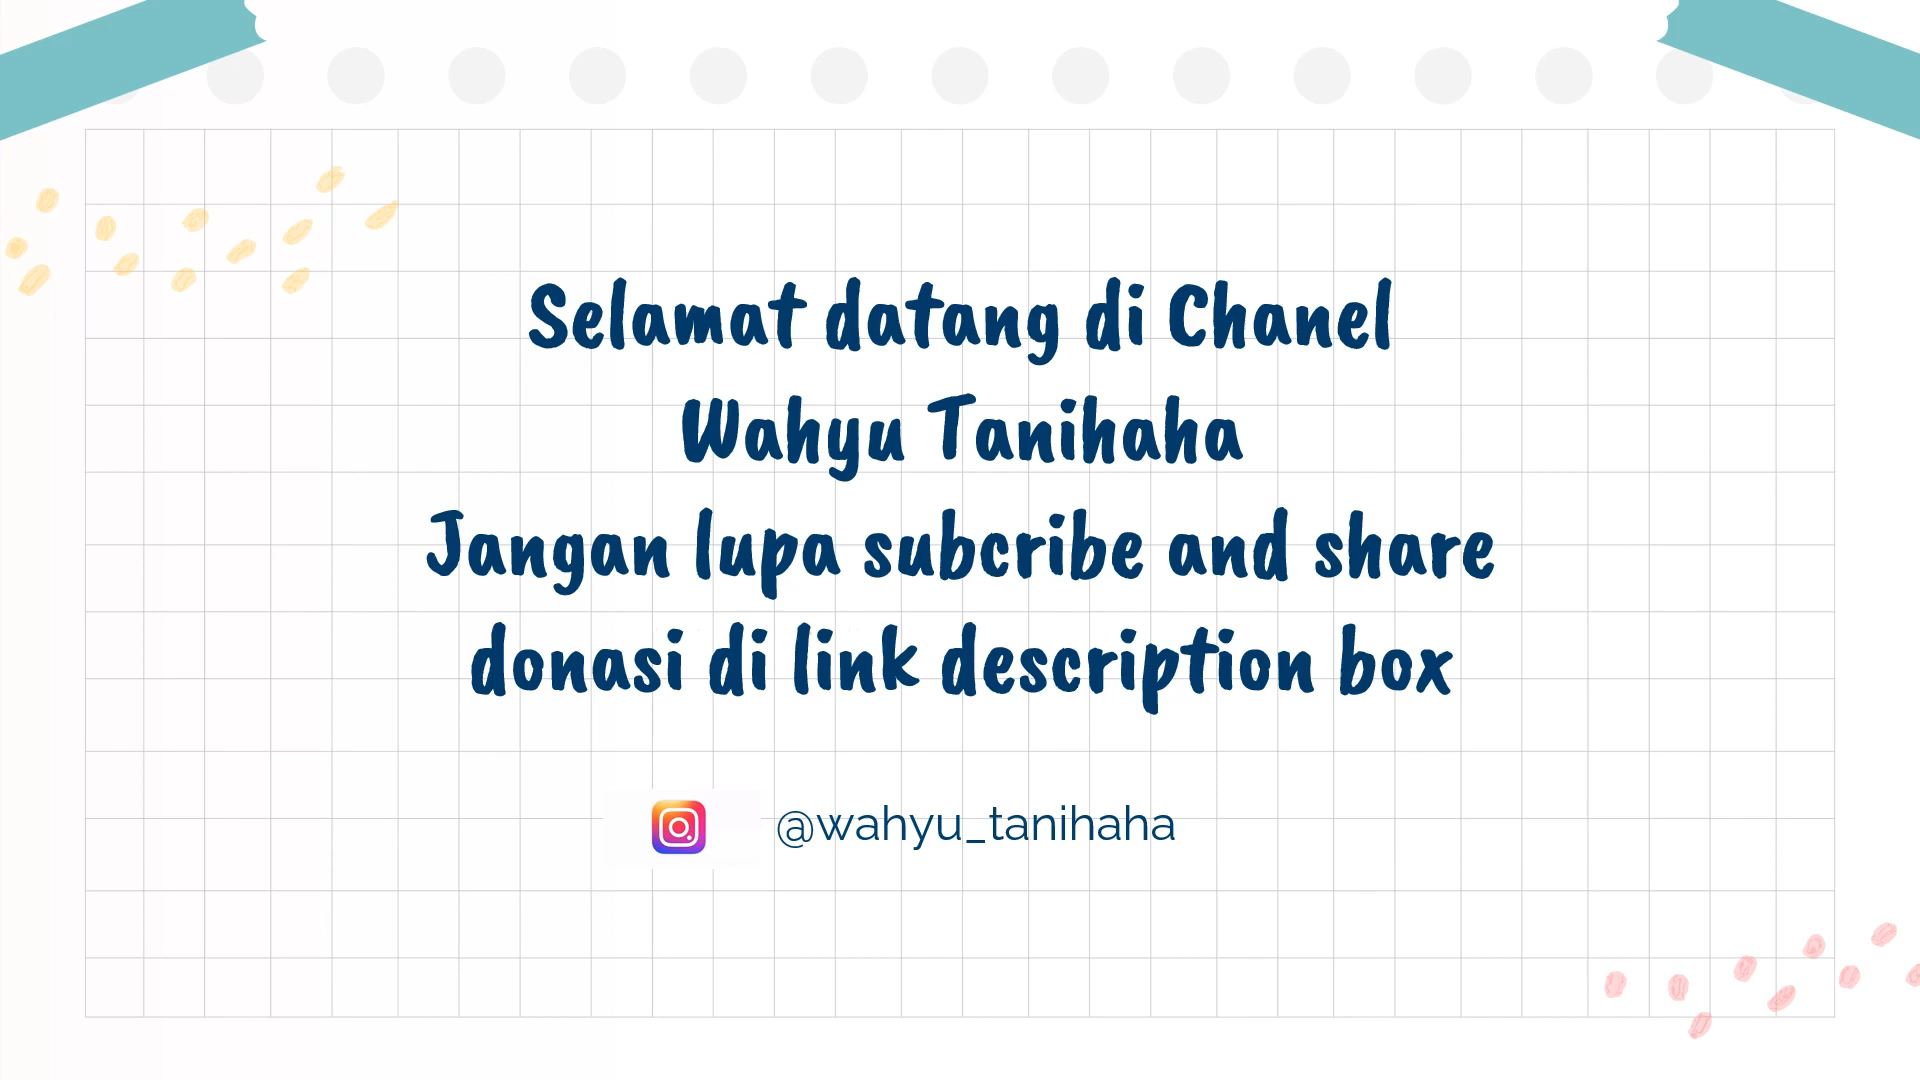 Selamat datang di Chanel
Wahyu Tanihaha
Jangan lupa subcribe and share
donasi di link description box
@wahyu_tanihaha